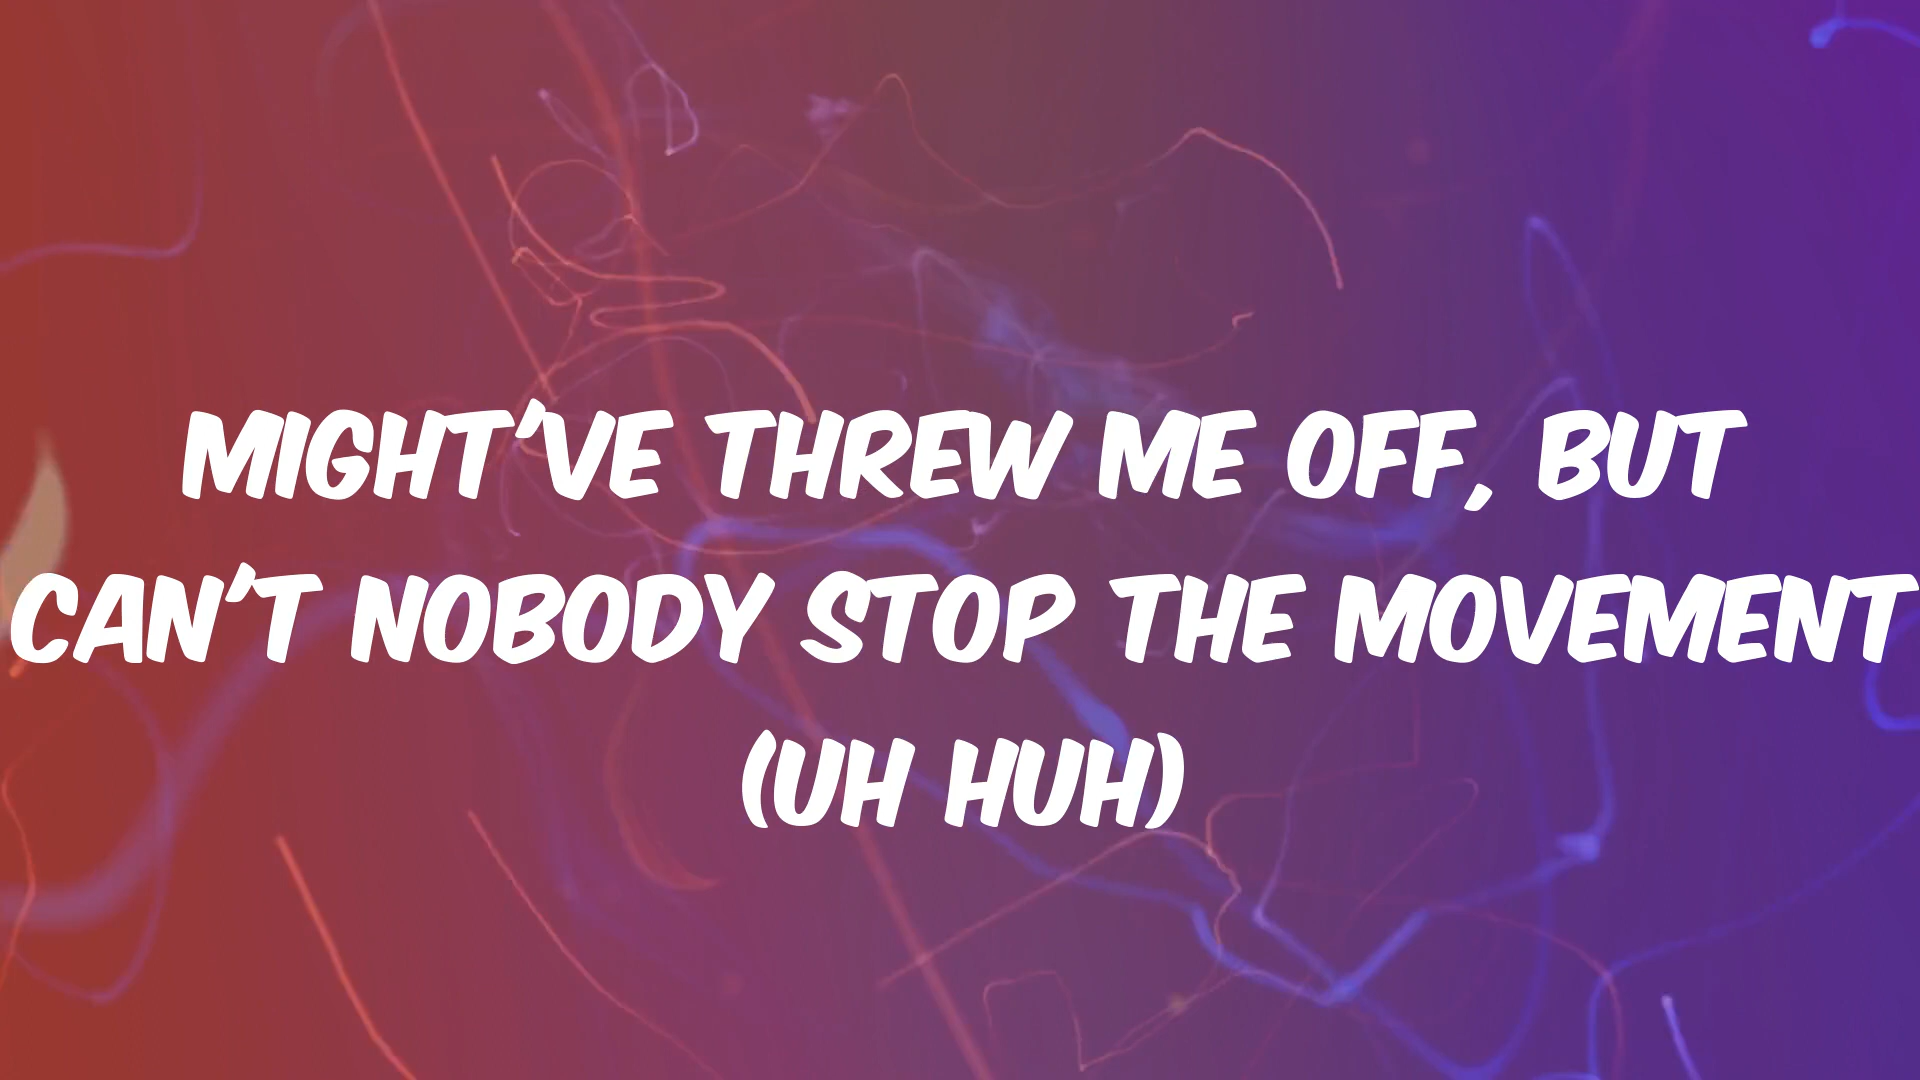 MIGHT'VE THREW ME OFF, BUT
CAN'T NOBODY STOP THE MOVEMENT
(UH HUH)